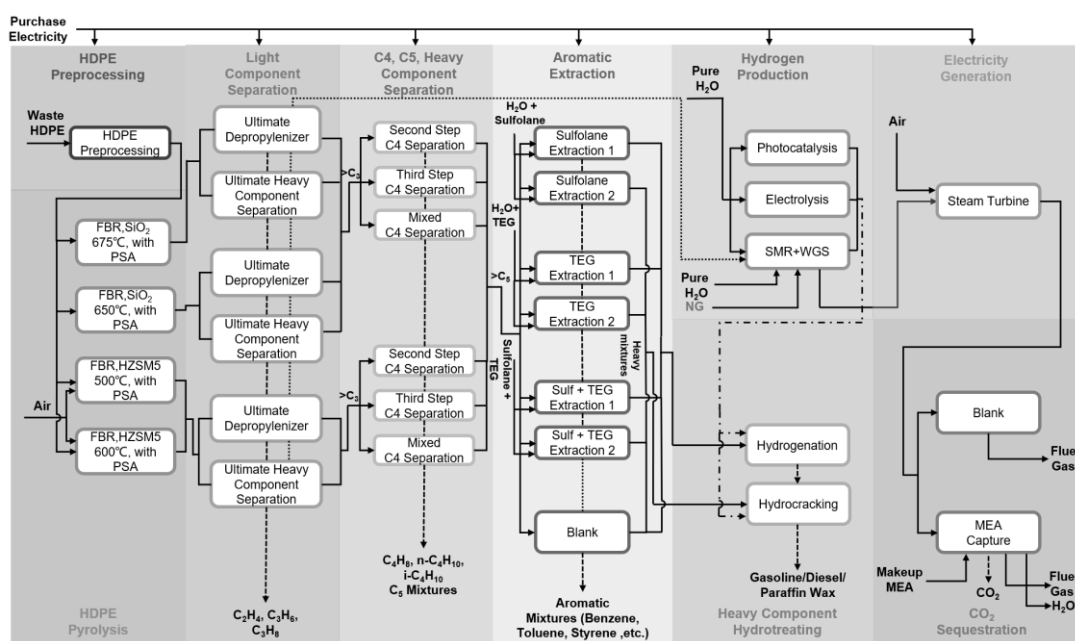 Purchase
Electricity
HDPE
Preprocessing
Waste
HDPE
HDPE
Preprocessing
FBR,SiO₂
675℃, with
PSA
FBR,SiO₂
650℃, with
PSA
FBR,HZSM5
500℃, with
PSA
Air
FBR,HZSM5
600℃, with
PSA
HDPE
Pyrolysis
Light
Component
Separation
Ultimate
Depropylenizer
Ultimate Heavy
Component
Separation
Ultimate
Depropylenizer
Ultimate Heavy
Component
Separation
Ultimate
Depropylenizer
Ultimate Heavy
Component
Separation
C₂H₄, C₃H₆,
C₃H₈
C4, C5, Heavy
Component
Separation
>C₃
Second Step
C4 Separation
Third Step
C4 Separation
Mixed
C4 Separation
>C₃
Second Step
C4 Separation
Third Step
C4 Separation
Mixed
C4 Separation
C₄H₈, n-C₄H₁₀,
i-C₄H₁₀
C₅ Mixtures
Aromatic
Extraction
H₂O +
Sulfolane
Sulfolane
Extraction 1
Sulfolane
Extraction 2
H₂O+
TEG
>C₅
TEG
Extraction 1
TEG
Extraction 2
Sulfolane +
TEG
Heavy
mixtures
Sulf + TEG
Extraction 1
Sulf + TEG
Extraction 2
Blank
Aromatic
Mixtures (Benzene,
Toluene, Styrene ,etc.)
Hydrogen
Production
Pure
H₂O
Photocatalysis
Electrolysis
SMR+WGS
Pure
H₂O
NG
Hydrogenation
Hydrocracking
Gasoline/Diesel/
Paraffin Wax
Heavy Component
Hydrotreating
Electricity
Generation
Air
Steam Turbine
Blank
Flue
Gas
MEA
Capture
Makeup
MEA
CO₂
Flue
Gas
H₂O
CO₂
Sequestration